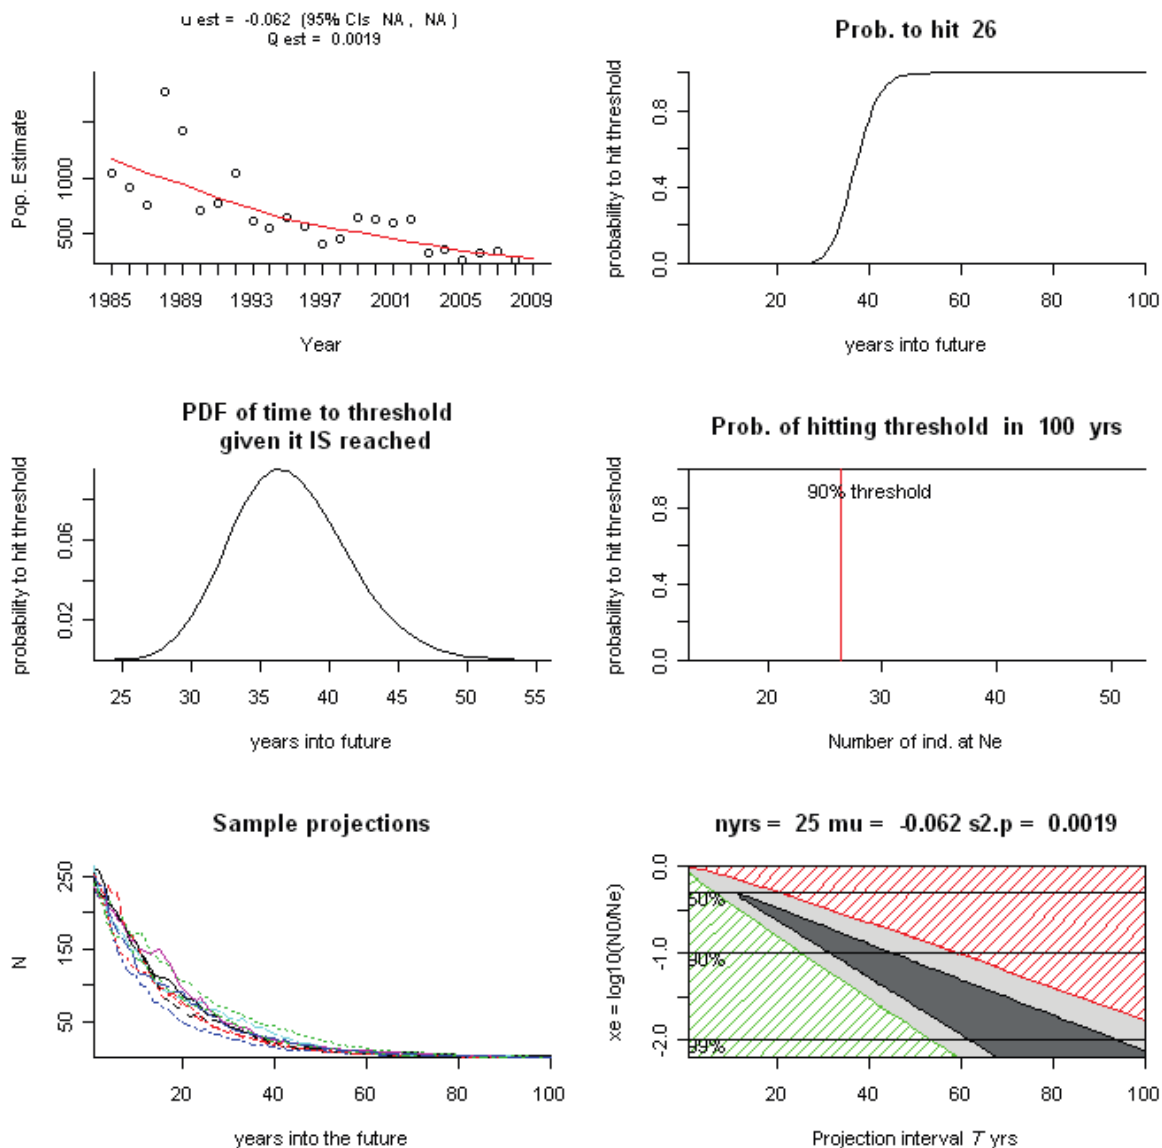 u est = -0.062 (95% CIs NA , NA )
Q est = 0.0019
Pop. Estimate
1000
500
1985 1989 1993 1997 2001 2005 2009
Year
Prob. to hit 26
probability to hit threshold
0.8
0.4
0.0
20 40 60 80 100
years into future
PDF of time to threshold
given it IS reached
probability to hit threshold
0.06
0.02
25 30 35 40 45 50 55
years into future
Prob. of hitting threshold in 100 yrs
probability to hit threshold
0.8
0.4
0.0
90% threshold
20 30 40 50
Number of ind. at Ne
Sample projections
N
250
150
50
20 40 60 80 100
years into the future
nyrs = 25 mu = -0.062 s2.p = 0.0019
xe = log10(N0/Ne)
0.0
-1.0
-2.0
50%
90%
99%
20 40 60 80 100
Projection interval T yrs